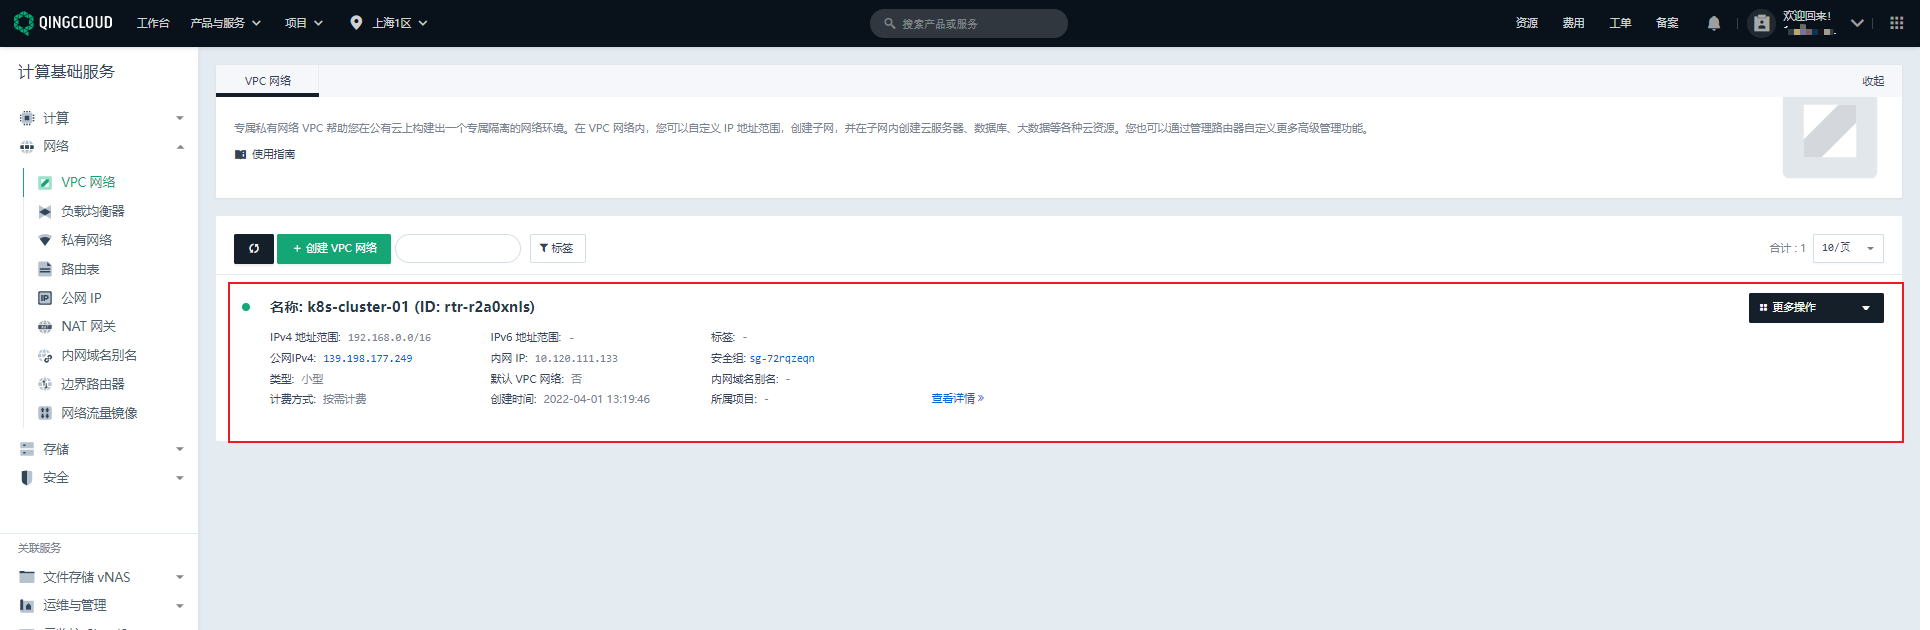 QINGCLOUD 工作台 产品与服务 项目 上海1区 搜索产品或服务 资源 费用 工单 备案 欢迎回来!
计算基础服务
计算
网络
VPC 网络
负载均衡器
私有网络
路由表
公网 IP
NAT 网关
内网域名别名
边界路由器
网络流量镜像
存储
安全
关联服务
文件存储 vNAS
运维与管理
VPC 网络 收起
专属私有网络 VPC 帮助您在公有云上构建出一个专属隔离的网络环境。在 VPC 网络内，您可以自定义 IP 地址范围，创建子网，并在子网内创建云服务器、数据库、大数据等各种云资源。您也可以通过管理路由器自定义更多高级管理功能。
使用指南
+ 创建 VPC 网络 标签 合计 : 1 10/页
名称: k8s-cluster-01 (ID: rtr-r2a0xnls) 更多操作
IPv4 地址范围: 192.168.0.0/16 IPv6 地址范围: - 标签: -
公网IPv4: 139.198.177.249 内网 IP: 10.120.111.133 安全组: sg-72rqzeqn
类型: 小型 默认 VPC 网络: 否 内网域名别名: -
计费方式: 按需计费 创建时间: 2022-04-01 13:19:46 所属项目: - 查看详情 »